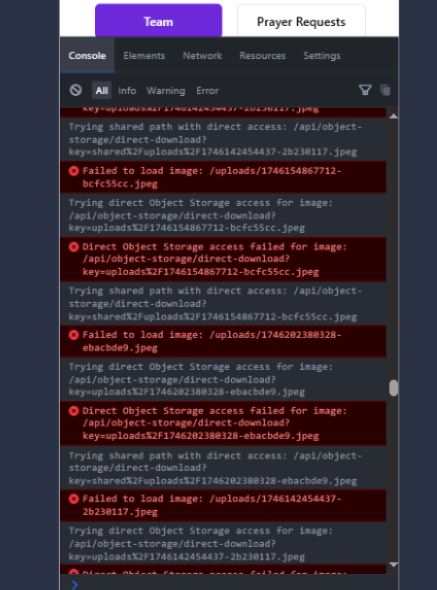 Team
Prayer Requests
Console
Elements
Network
Resources
Settings
All
Info
Warning
Error
key=uploads%2F1746142454437-2b230117.jpeg
Trying shared path with direct access: /api/object-
storage/direct-download?
key=shared%2Fuploads%2F1746142454437-2b230117.jpeg
Failed to load image: /uploads/1746154867712-
bcfc55cc.jpeg
Trying direct Object Storage access for image:
/api/object-storage/direct-download?
key=uploads%2F1746154867712-bcfc55cc.jpeg
Direct Object Storage access failed for image:
/api/object-storage/direct-download?
key=uploads%2F1746154867712-bcfc55cc.jpeg
Trying shared path with direct access: /api/object-
storage/direct-download?
key=shared%2Fuploads%2F1746154867712-bcfc55cc.jpeg
Failed to load image: /uploads/1746202380328-
ebacbde9.jpeg
Trying direct Object Storage access for image:
/api/object-storage/direct-download?
key=uploads%2F1746202380328-ebacbde9.jpeg
Direct Object Storage access failed for image:
/api/object-storage/direct-download?
key=uploads%2F1746202380328-ebacbde9.jpeg
Trying shared path with direct access: /api/object-
storage/direct-download?
key=shared%2Fuploads%2F1746202380328-ebacbde9.jpeg
Failed to load image: /uploads/1746142454437-
2b230117.jpeg
Trying direct Object Storage access for image:
/api/object-storage/direct-download?
key=uploads%2F1746142454437-2b230117.jpeg
Direct Object Storage access failed for image: